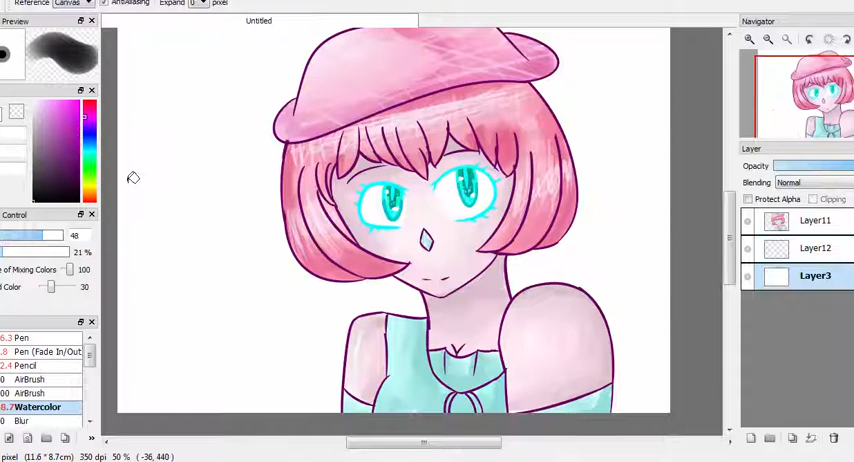 Reference Canvas AntiAliasing Expand 0 pixel
Preview
Untitled
Navigator
Layer
Opacity
Blending Normal
Protect Alpha Clipping
Layer11
Layer12
Layer3
Control
48
21 %
e of Mixing Colors 100
d Color 30
6.3 Pen
.8 Pen (Fade In/Out
2.4 Pencil
0 AirBrush
00 AirBrush
8.7 Watercolor
0 Blur
pixel (11.6 * 8.7cm) 350 dpi 50 % ( -36, 440 )